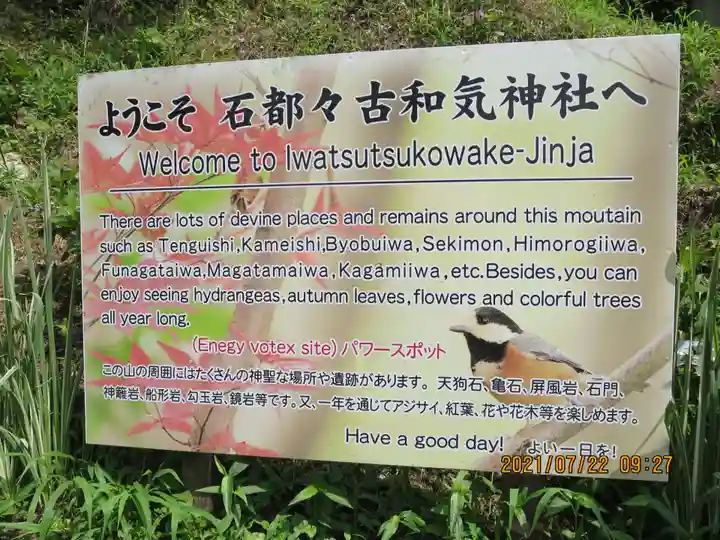 ようこそ 石都々古和気神社へ
Welcome to Iwatsutsukowake-Jinja
There are lots of devine places and remains around this moutain
such as Tenguishi,Kameishi,Byobuiwa,Sekimon,Himorogiiwa,
Funagataiwa,Magatamaiwa,Kagamiiwa,etc.Besides,you can
enjoy seeing hydrangeas,autumn leaves,flowers and colorful trees
all year long.
(Enegy votex site) パワースポット
この山の周囲にはたくさんの神聖な場所や遺跡があります。 天狗石、亀石、屏風岩、石門、
神籬岩、船形岩、勾玉岩、鏡岩等です。又、一年を通じてアジサイ、紅葉、花や花木等を楽しめます。
Have a good day! よい一日を!
2021/07/22 09:27